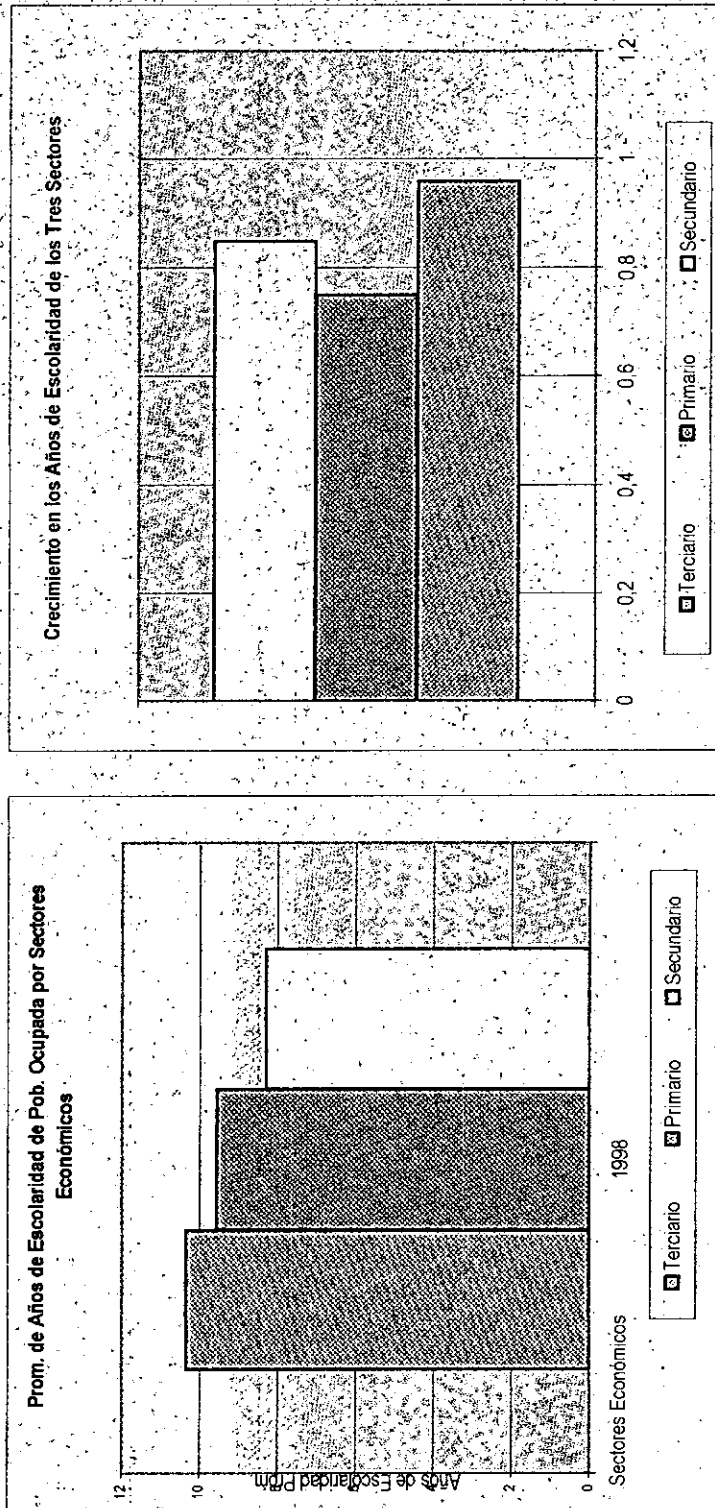 Prom. de Años de Escolaridad de Pob. Ocupada por Sectores
Económicos
12
10
8
6
4
2
0
Años de Escolaridad Prom
Sectores Económicos
1998
Terciario
Primario
Secundario
Crecimiento en los Años de Escolaridad de los Tres Sectores
0
0,2
0,4
0,6
0,8
1
1,2
Terciario
Primario
Secundario